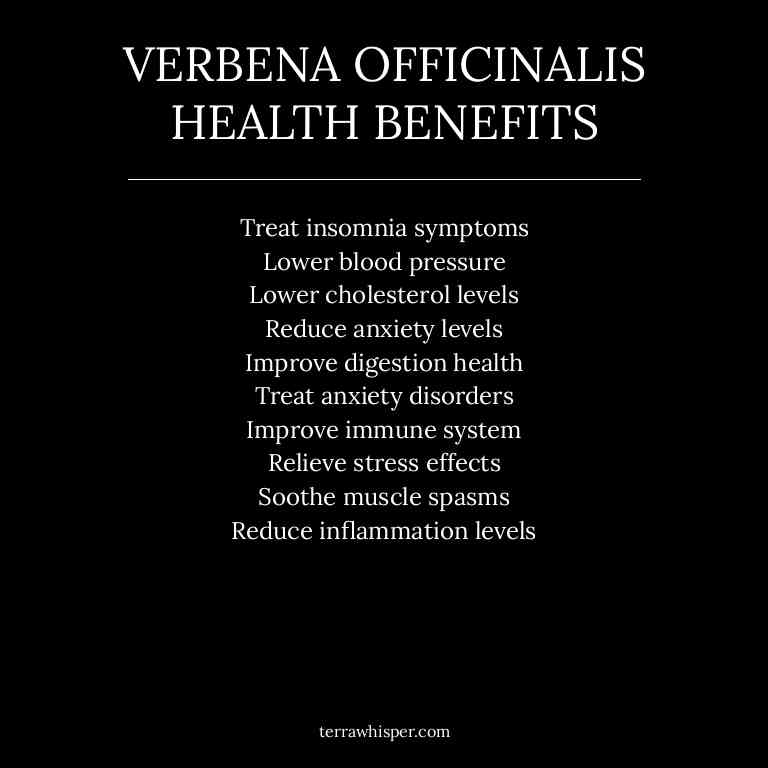 VERBENA OFFICINALIS
HEALTH BENEFITS
Treat insomnia symptoms
Lower blood pressure
Lower cholesterol levels
Reduce anxiety levels
Improve digestion health
Treat anxiety disorders
Improve immune system
Relieve stress effects
Soothe muscle spasms
Reduce inflammation levels
terrawhisper.com